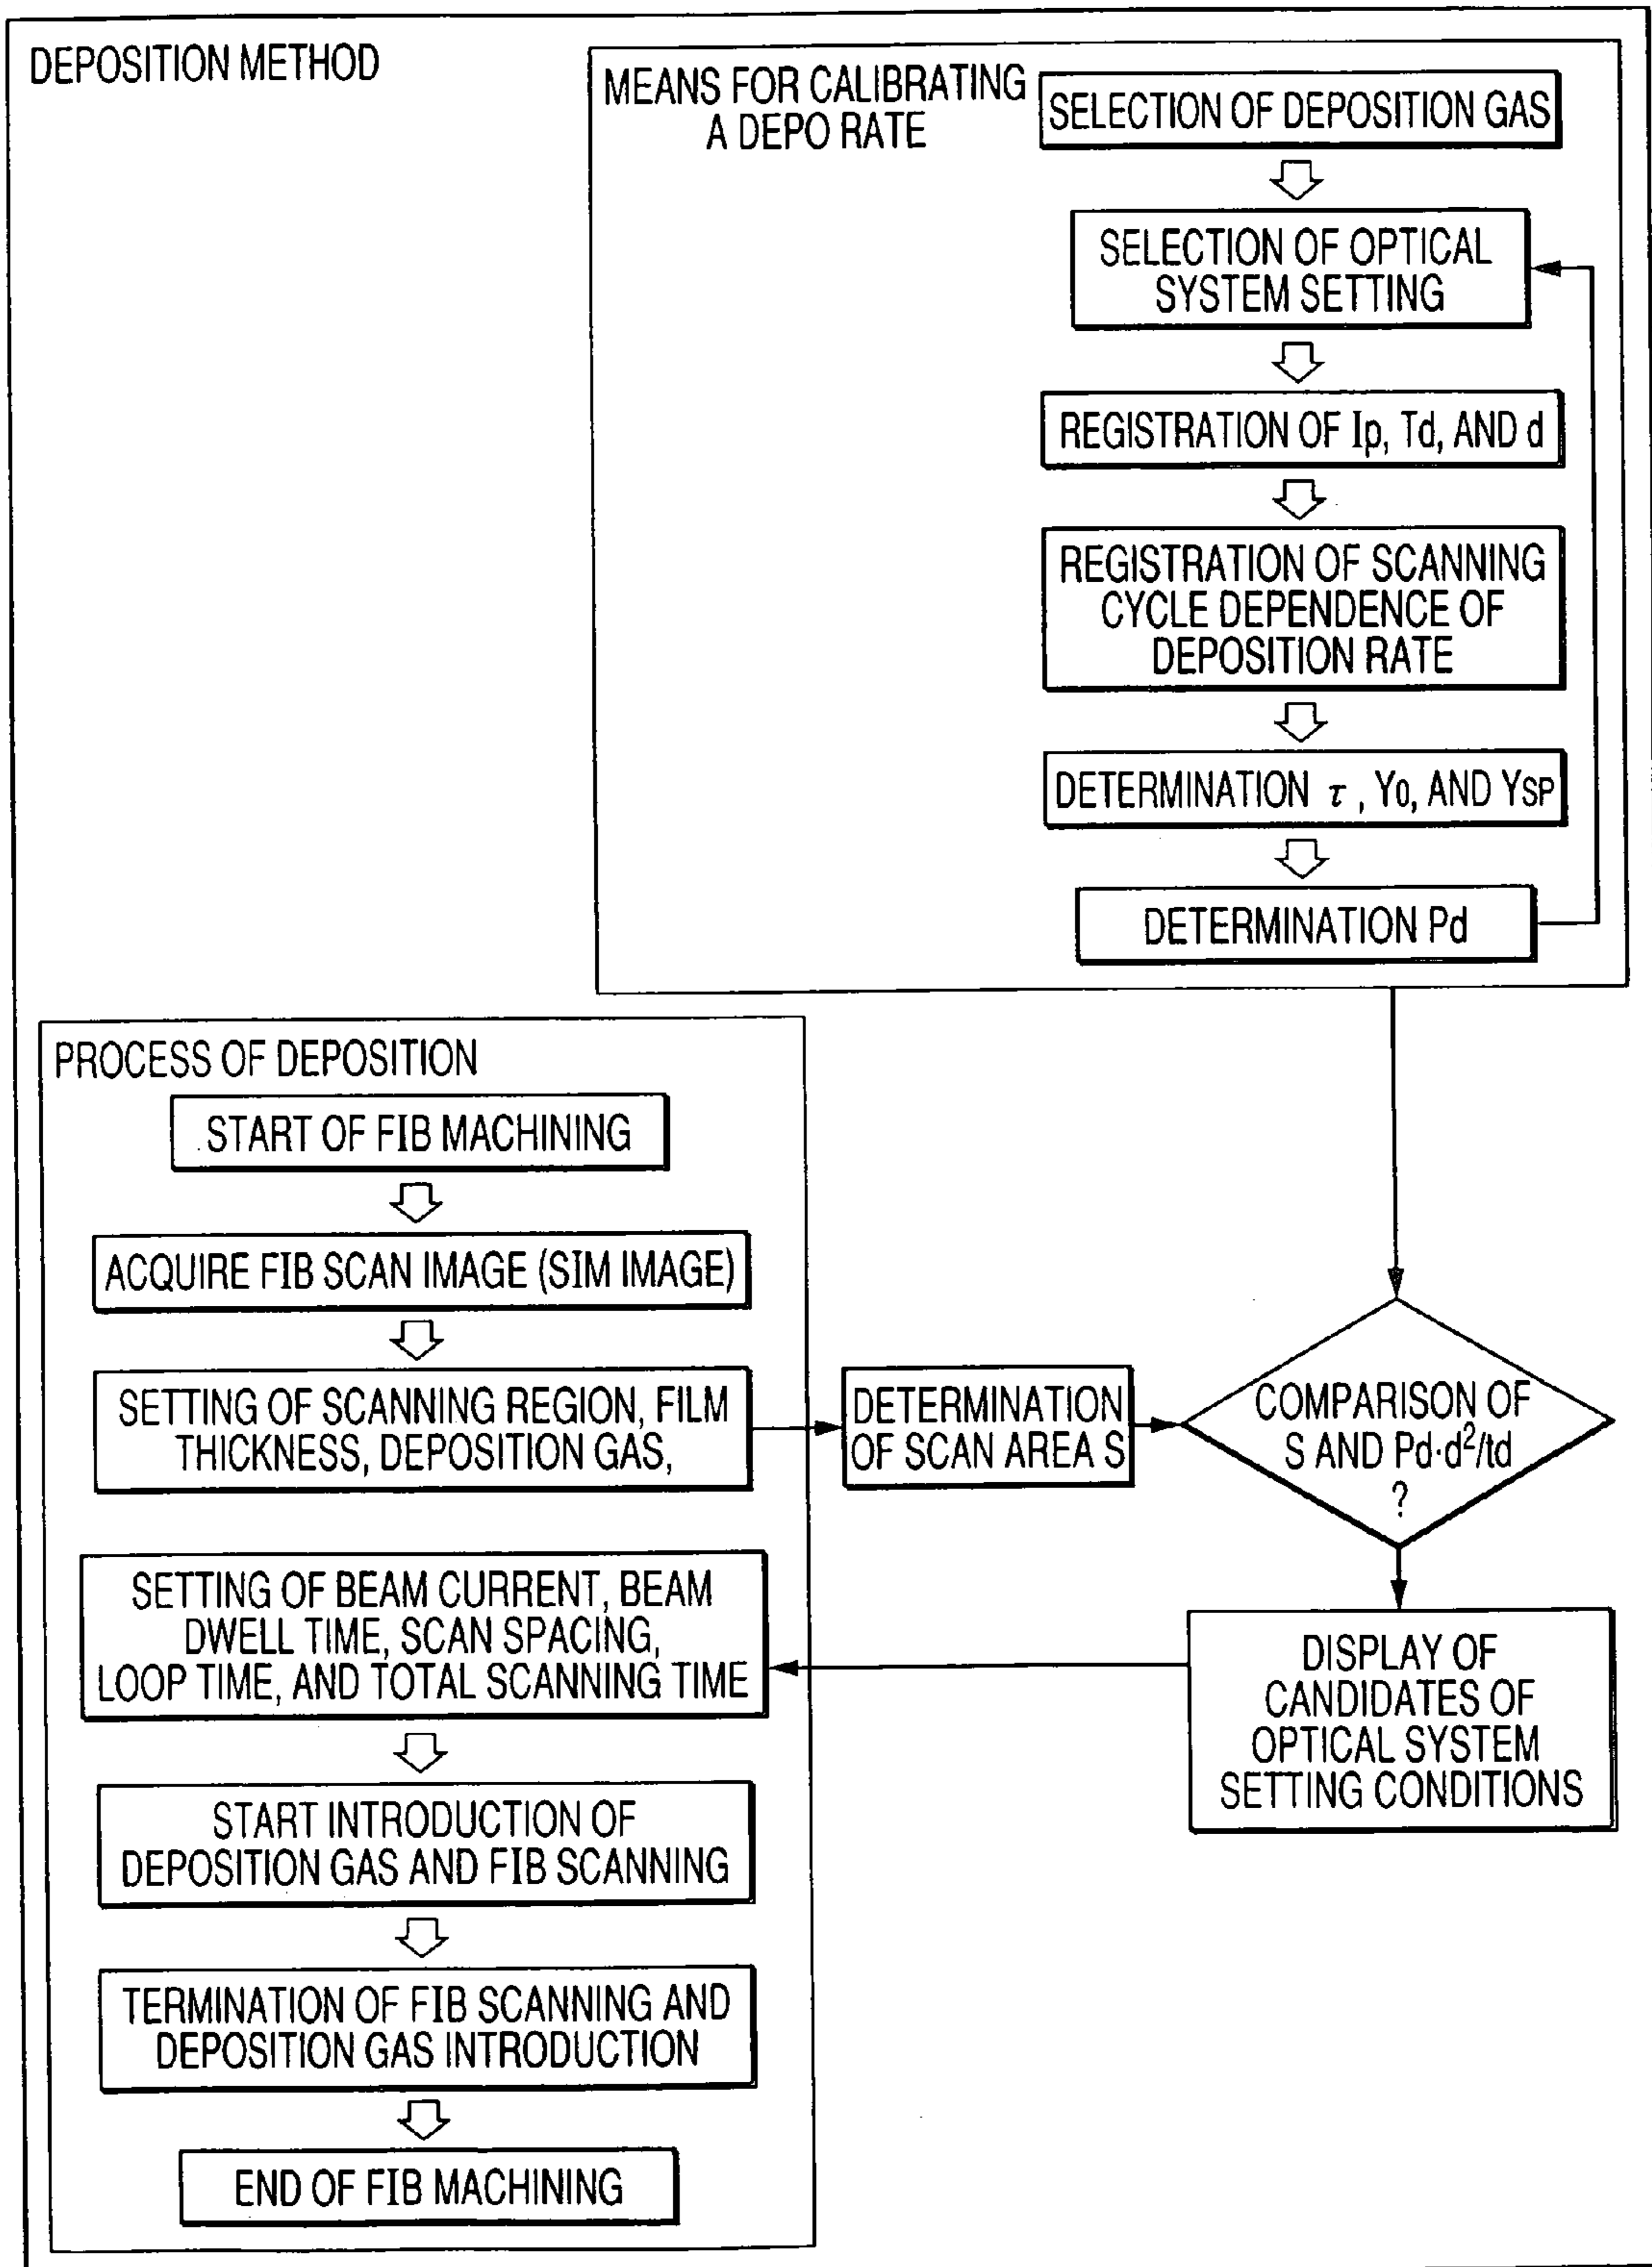 DEPOSITION METHOD
MEANS FOR CALIBRATING
A DEPO RATE
SELECTION OF DEPOSITION GAS
SELECTION OF OPTICAL
SYSTEM SETTING
REGISTRATION OF Ip, Td, AND d
REGISTRATION OF SCANNING
CYCLE DEPENDENCE OF
DEPOSITION RATE
DETERMINATION τ, Y0, AND YSP
DETERMINATION Pd
PROCESS OF DEPOSITION
START OF FIB MACHINING
ACQUIRE FIB SCAN IMAGE (SIM IMAGE)
SETTING OF SCANNING REGION, FILM
THICKNESS, DEPOSITION GAS,
DETERMINATION
OF SCAN AREA S
COMPARISON OF
S AND Pd·d²/td
?
DISPLAY OF
CANDIDATES OF
OPTICAL SYSTEM
SETTING CONDITIONS
SETTING OF BEAM CURRENT, BEAM
DWELL TIME, SCAN SPACING,
LOOP TIME, AND TOTAL SCANNING TIME
START INTRODUCTION OF
DEPOSITION GAS AND FIB SCANNING
TERMINATION OF FIB SCANNING AND
DEPOSITION GAS INTRODUCTION
END OF FIB MACHINING